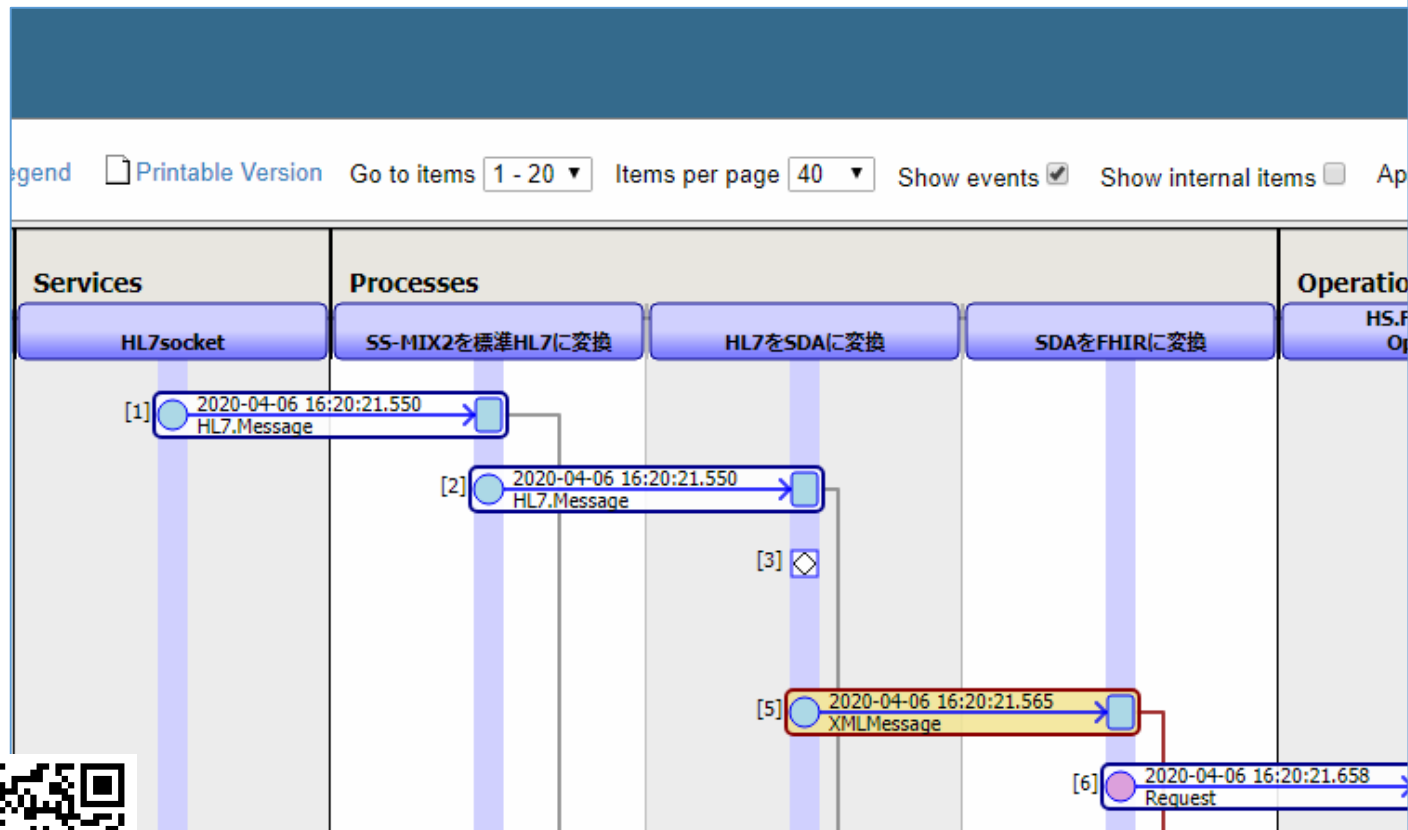 egend Printable Version Go to items 1 - 20 Items per page 40 Show events Show internal items Ap
Services Processes Operatio
HL7socket SS-MIX2を標準HL7に変換 HL7をSDAに変換 SDAをFHIRに変換 HS.F
Op
[1] 2020-04-06 16:20:21.550
HL7.Message
[2] 2020-04-06 16:20:21.550
HL7.Message
[3]
[5] 2020-04-06 16:20:21.565
XMLMessage
[6] 2020-04-06 16:20:21.658
Request